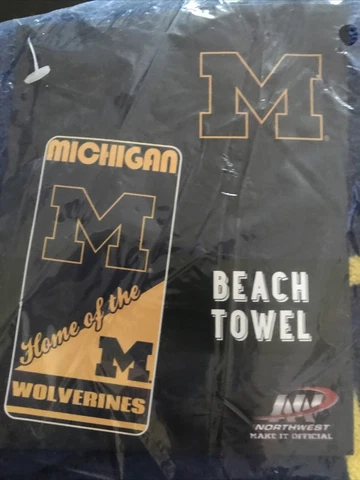 M
MICHIGAN
M
Home of the
M
WOLVERINES
BEACH
TOWEL
NORTHWEST
MAKE IT OFFICIAL